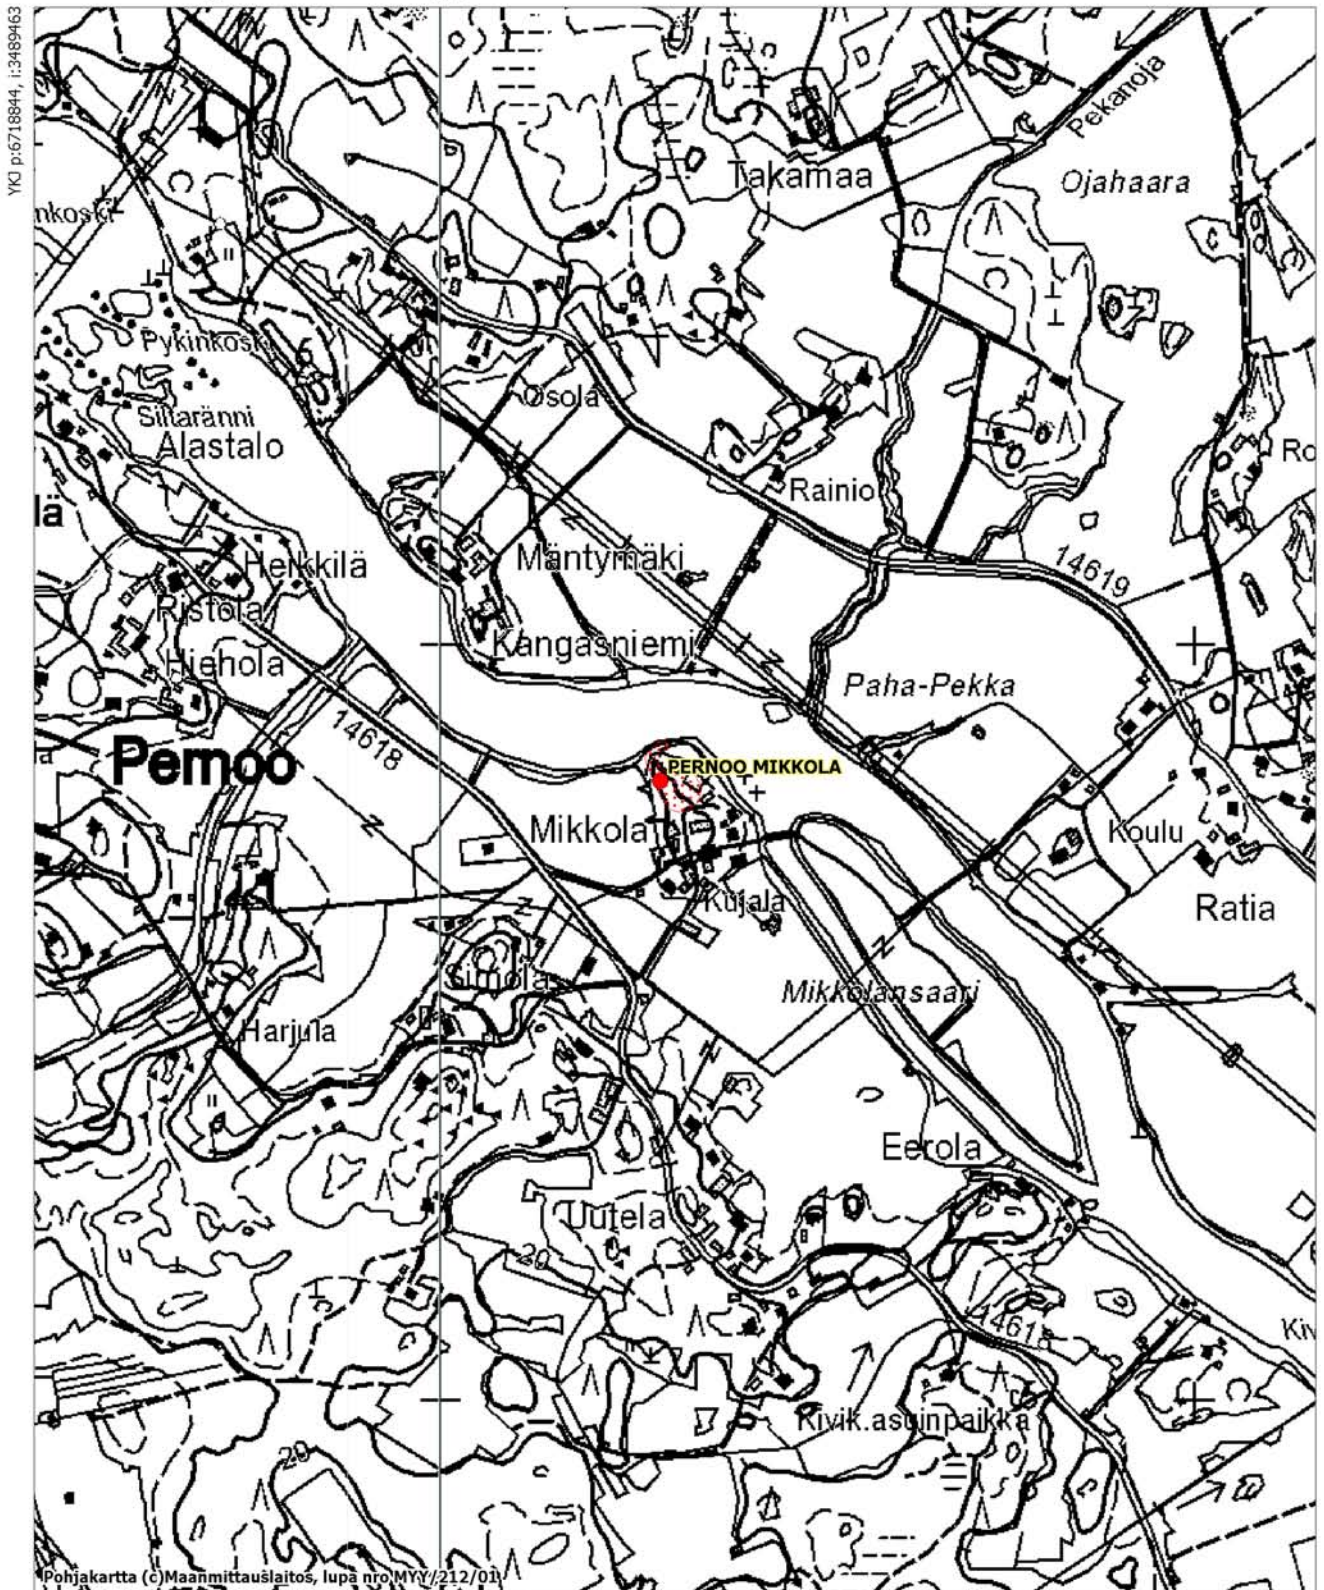 YKJ p:6718844, i:3489463
Pekanoja
Takamaa
Ojahaara
nkoski
Pykinkoski
6
Osola
Siltaränni
Alastalo
Ro
Rainio
lä
Mäntymäki
14619
Heikkilä
Ristola
Kangasniemi
Hiehola
Paha-Pekka
14618
Pernoo
PERNOO MIKKOLA
Mikkola
Koulu
Kujala
Ratia
Simola
Mikkolansaari
Harjula
Eerola
Uutela
20
14618
Kiv
Kivik.asuinpaikka
20
Pohjakartta (c)Maanmittauslaitos, lupa nro MYY/212/01